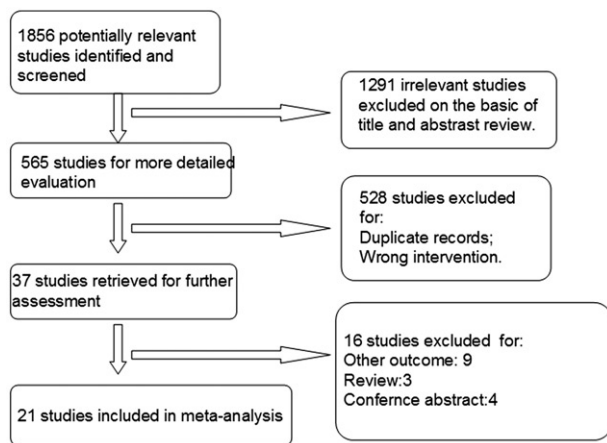 1856 potentially relevant
studies identified and
screened
1291 irrelevant studies
excluded on the basic of
title and abstrast review.
565 studies for more detailed
evaluation
528 studies excluded
for:
Duplicate records;
Wrong intervention.
37 studies retrieved for further
assessment
16 studies excluded for:
Other outcome: 9
Review:3
Confernce abstract:4
21 studies included in meta-analysis